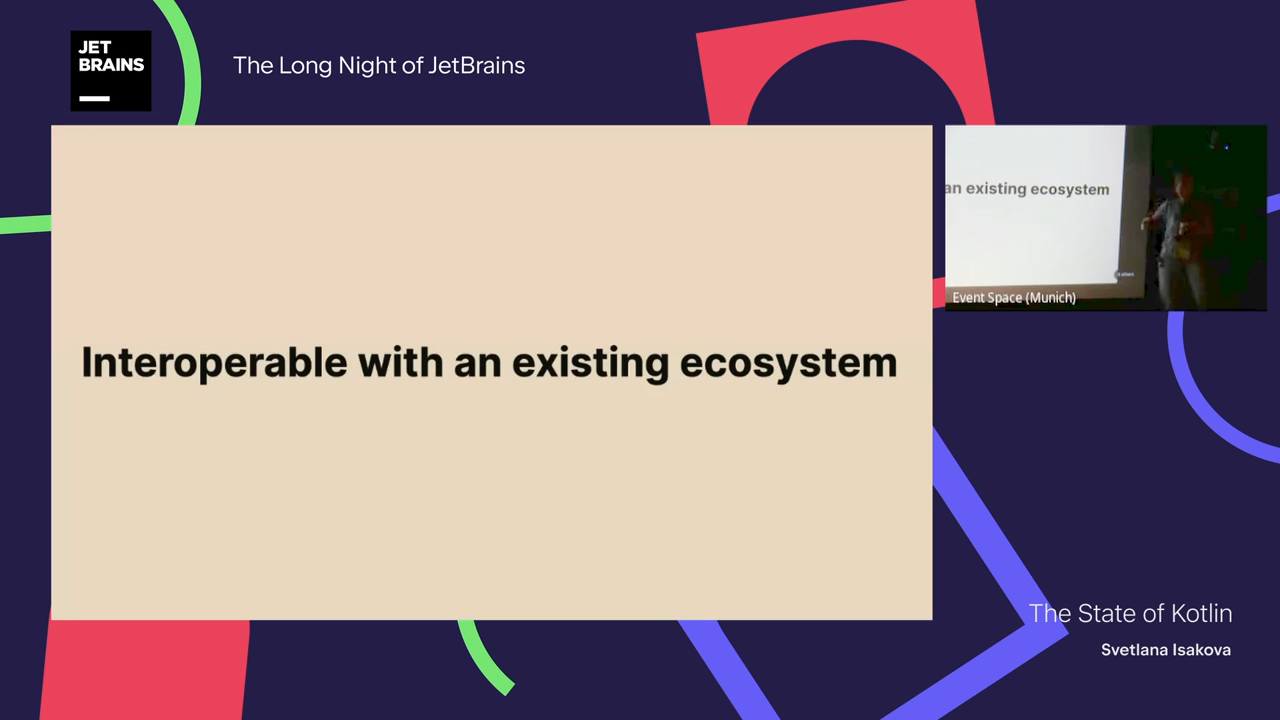 JET
BRAINS
The Long Night of JetBrains
Interoperable with an existing ecosystem
an existing ecosystem
Event Space (Munich)
The State of Kotlin
Svetlana Isakova